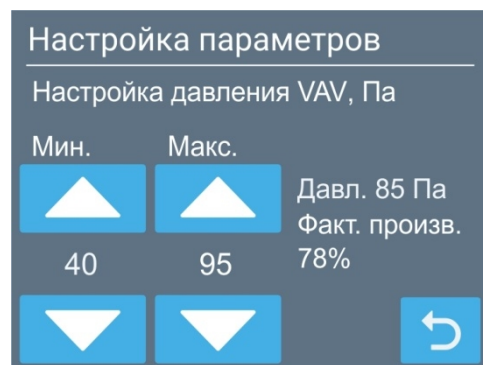 Настройка параметров
Настройка давления VAV, Па
Мин. Макс.
40 95
Давл. 85 Па
Факт. произв.
78%